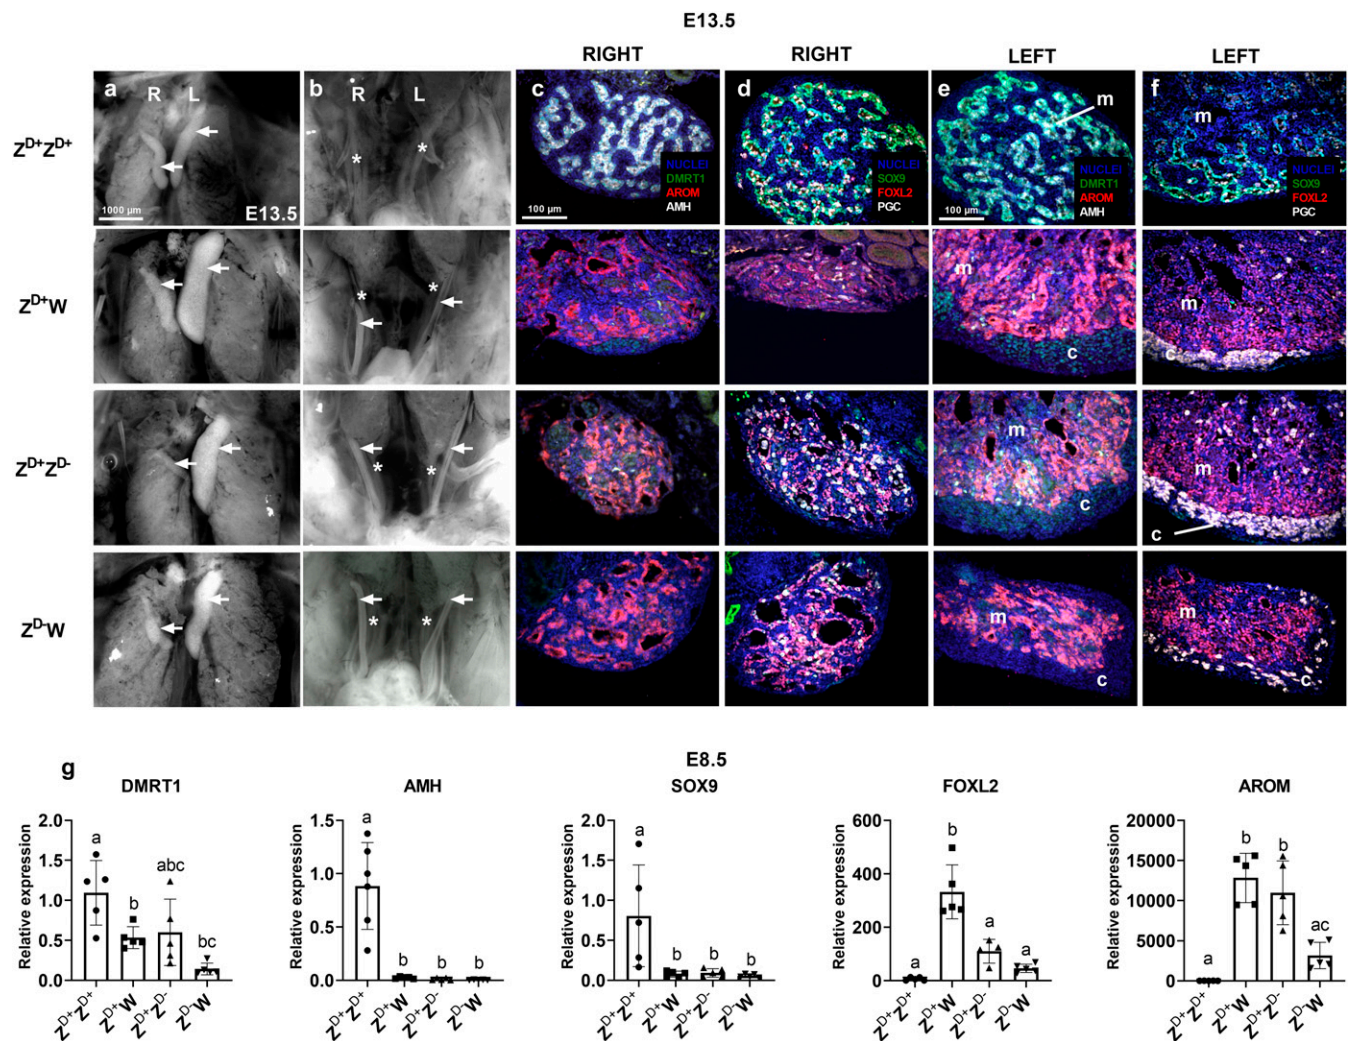 E13.5
RIGHT RIGHT LEFT LEFT
a R L b R L c d e m f m
Z^D+Z^D+
NUCLEI NUCLEI NUCLEI NUCLEI
DMRT1 SOX9 DMRT1 SOX9
AROM FOXL2 AROM FOXL2
AMH PGC AMH PGC
1000 µm E13.5 100 µm 100 µm
Z^D+W
m m
c c
Z^D+Z^D-
m m
c c
Z^D-W
m m
c c
E8.5
g
DMRT1 AMH SOX9 FOXL2 AROM
Relative expression
2.0
1.5
1.0
0.5
0.0
a b abc bc
Z^D+Z^D+ Z^D+W Z^D+Z^D- Z^D-W
Relative expression
1.5
1.0
0.5
0.0
a b b b
Z^D+Z^D+ Z^D+W Z^D+Z^D- Z^D-W
Relative expression
2.0
1.5
1.0
0.5
0.0
a b b b
Z^D+Z^D+ Z^D+W Z^D+Z^D- Z^D-W
Relative expression
600
400
200
0
a b a a
Z^D+Z^D+ Z^D+W Z^D+Z^D- Z^D-W
Relative expression
20000
15000
10000
5000
0
a b b ac
Z^D+Z^D+ Z^D+W Z^D+Z^D- Z^D-W